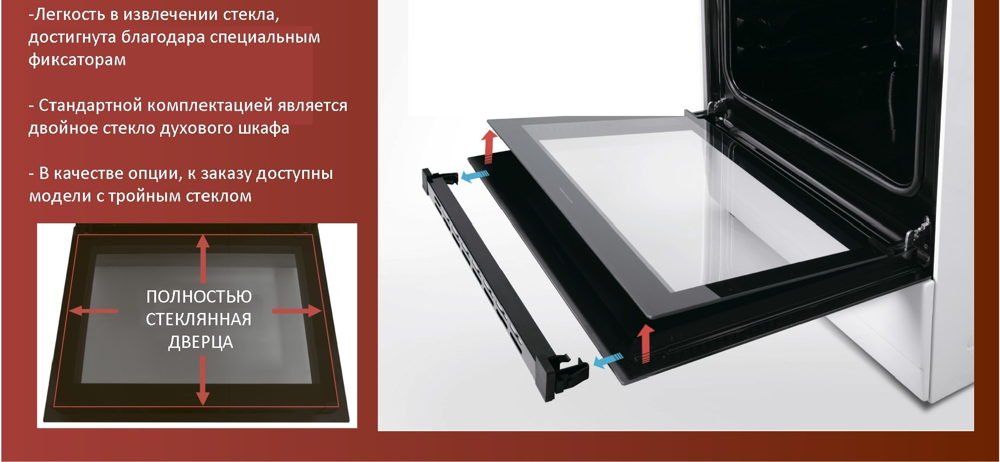 -Легкость в извлечении стекла,
достигнута благодара специальным
фиксаторам
- Стандартной комплектацией является
двойное стекло духового шкафа
- В качестве опции, к заказу доступны
модели с тройным стеклом
ПОЛНОСТЬЮ
СТЕКЛЯННАЯ
ДВЕРЦА